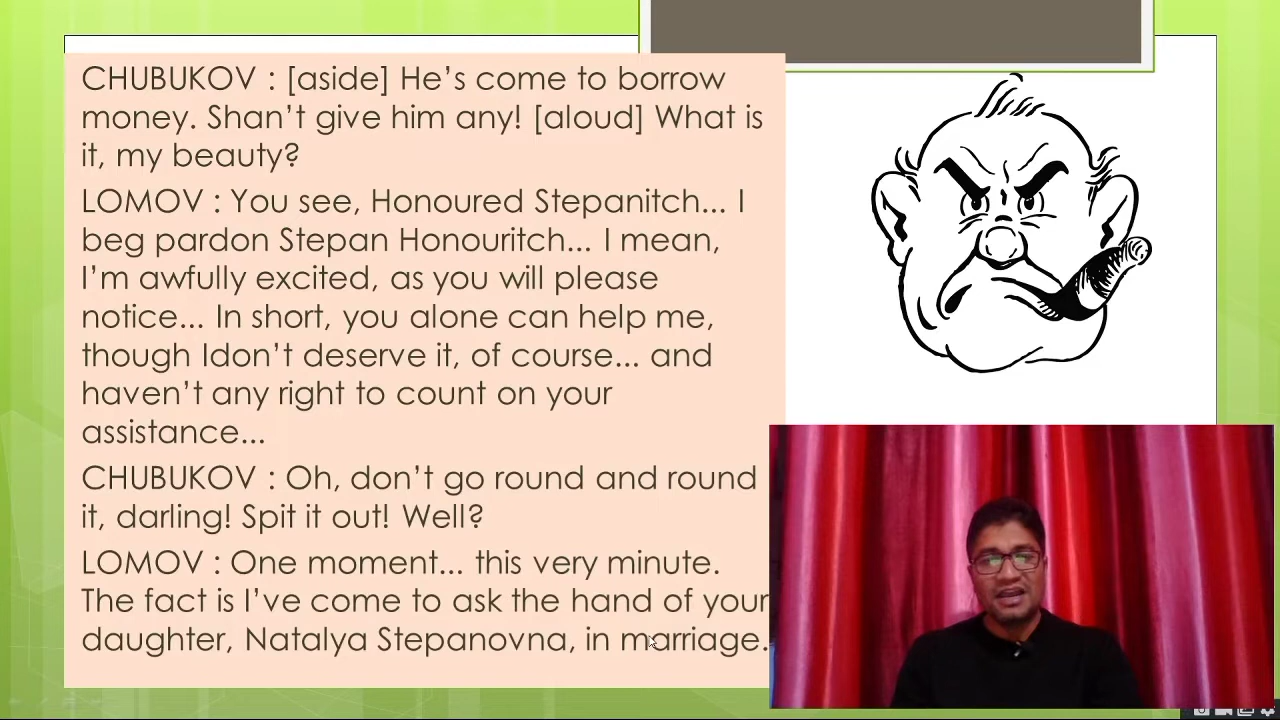 CHUBUKOV : [aside] He’s come to borrow
money. Shan’t give him any! [aloud] What is
it, my beauty?
LOMOV : You see, Honoured Stepanitch... I
beg pardon Stepan Honouritch... I mean,
I’m awfully excited, as you will please
notice... In short, you alone can help me,
though Idon’t deserve it, of course... and
haven’t any right to count on your
assistance...
CHUBUKOV : Oh, don’t go round and round
it, darling! Spit it out! Well?
LOMOV : One moment... this very minute.
The fact is I’ve come to ask the hand of your
daughter, Natalya Stepanovna, in marriage.